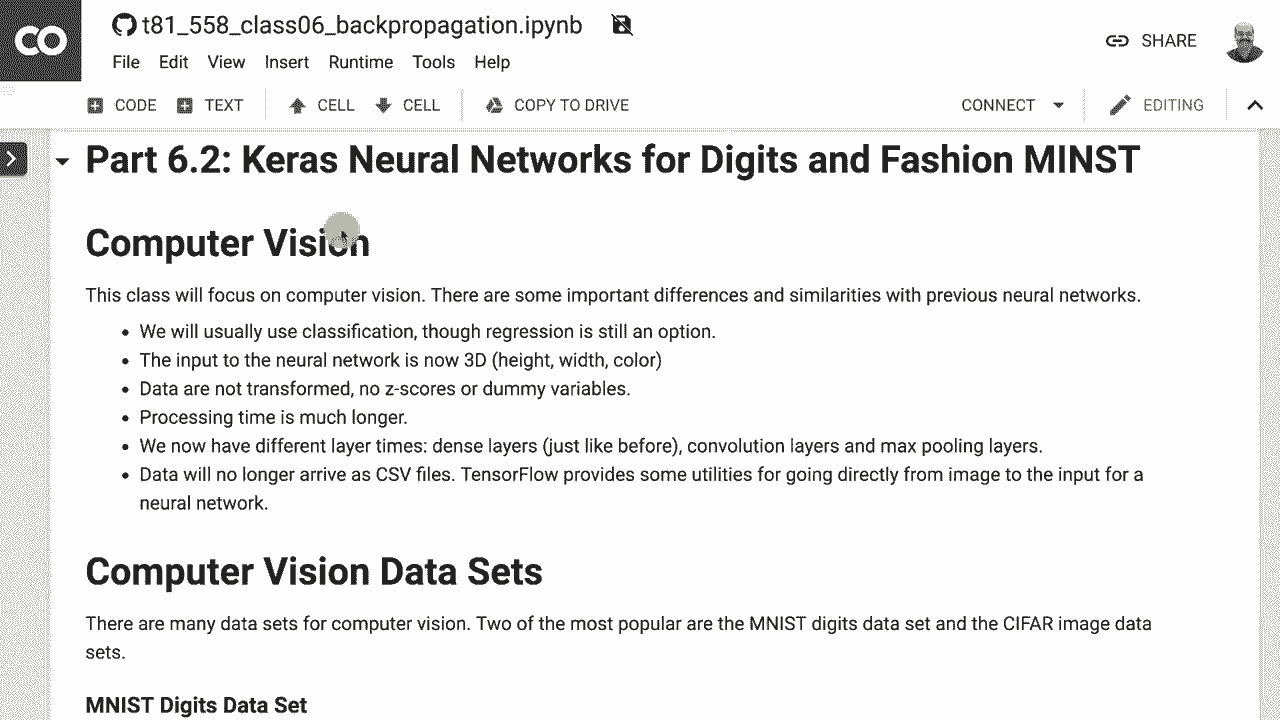 CO t81_558_class06_backpropagation.ipynb
File Edit View Insert Runtime Tools Help
SHARE
CODE TEXT CELL CELL COPY TO DRIVE CONNECT EDITING
Part 6.2: Keras Neural Networks for Digits and Fashion MINST
Computer Vision
This class will focus on computer vision. There are some important differences and similarities with previous neural networks.
• We will usually use classification, though regression is still an option.
• The input to the neural network is now 3D (height, width, color)
• Data are not transformed, no z-scores or dummy variables.
• Processing time is much longer.
• We now have different layer times: dense layers (just like before), convolution layers and max pooling layers.
• Data will no longer arrive as CSV files. TensorFlow provides some utilities for going directly from image to the input for a
neural network.
Computer Vision Data Sets
There are many data sets for computer vision. Two of the most popular are the MNIST digits data set and the CIFAR image data
sets.
MNIST Digits Data Set